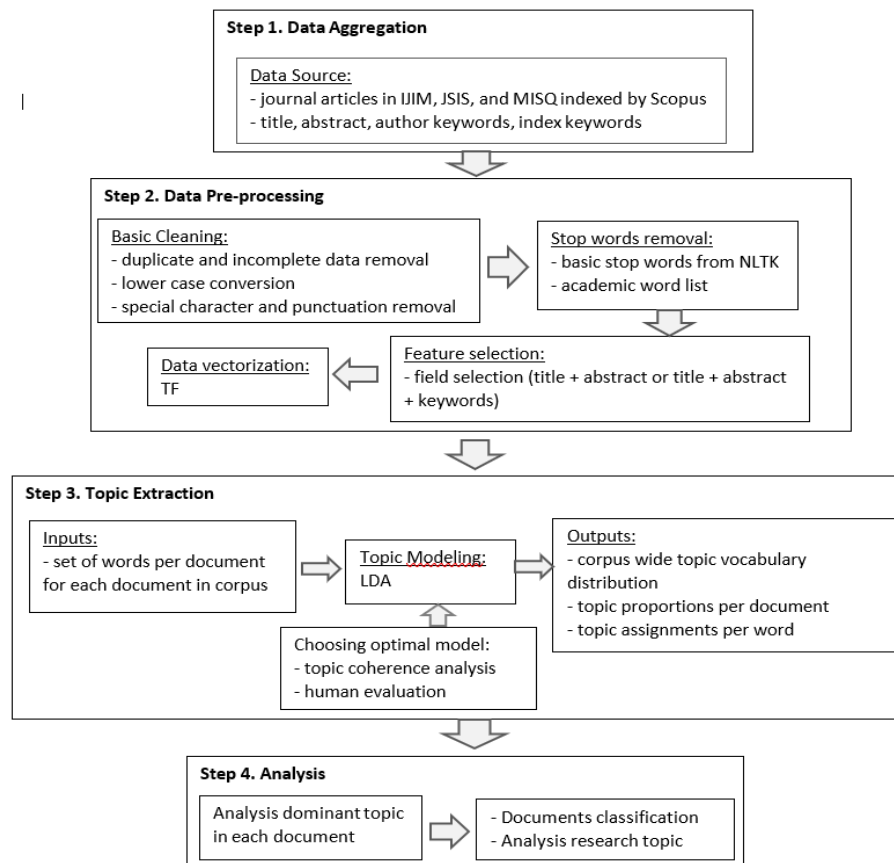 Step 1. Data Aggregation
Data Source:
- journal articles in IJIM, JSIS, and MISQ indexed by Scopus
- title, abstract, author keywords, index keywords
Step 2. Data Pre-processing
Basic Cleaning:
- duplicate and incomplete data removal
- lower case conversion
- special character and punctuation removal
Stop words removal:
- basic stop words from NLTK
- academic word list
Feature selection:
- field selection (title + abstract or title + abstract
+ keywords)
Data vectorization:
TF
Step 3. Topic Extraction
Inputs:
- set of words per document
for each document in corpus
Topic Modeling:
LDA
Choosing optimal model:
- topic coherence analysis
- human evaluation
Outputs:
- corpus wide topic vocabulary
distribution
- topic proportions per document
- topic assignments per word
Step 4. Analysis
Analysis dominant topic
in each document
- Documents classification
- Analysis research topic